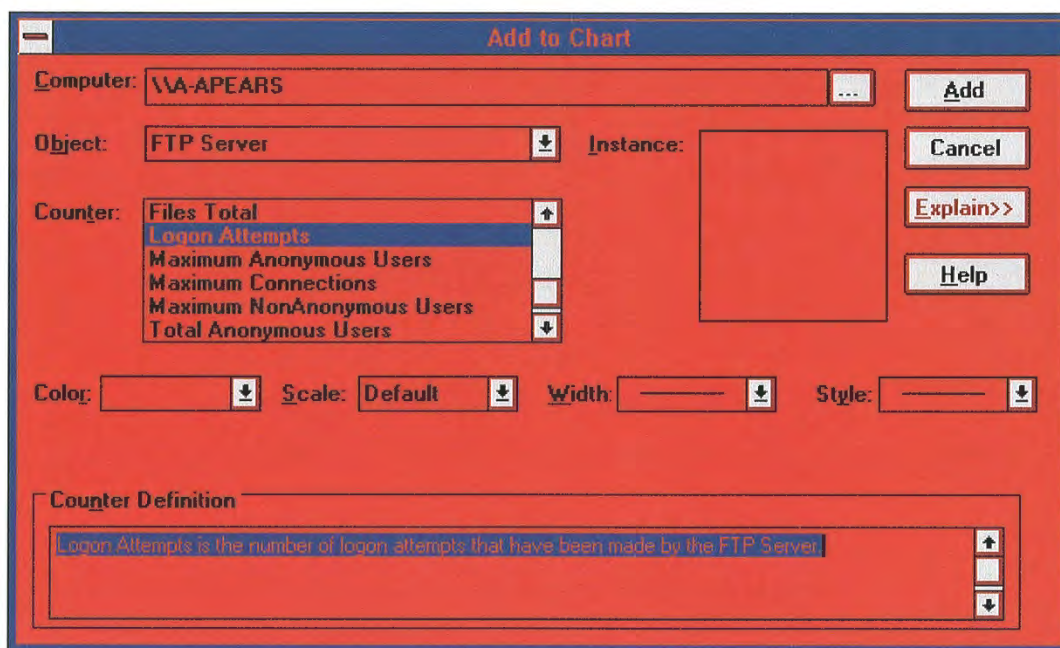 Add to Chart
Computer: \\A-APEARS ... Add
Object: FTP Server Instance: Cancel
Counter: Files Total
Logon Attempts
Maximum Anonymous Users
Maximum Connections
Maximum NonAnonymous Users
Total Anonymous Users
Explain>>
Help
Color: Scale: Default Width: Style:
Counter Definition
Logon Attempts is the number of logon attempts that have been made by the FTP Server